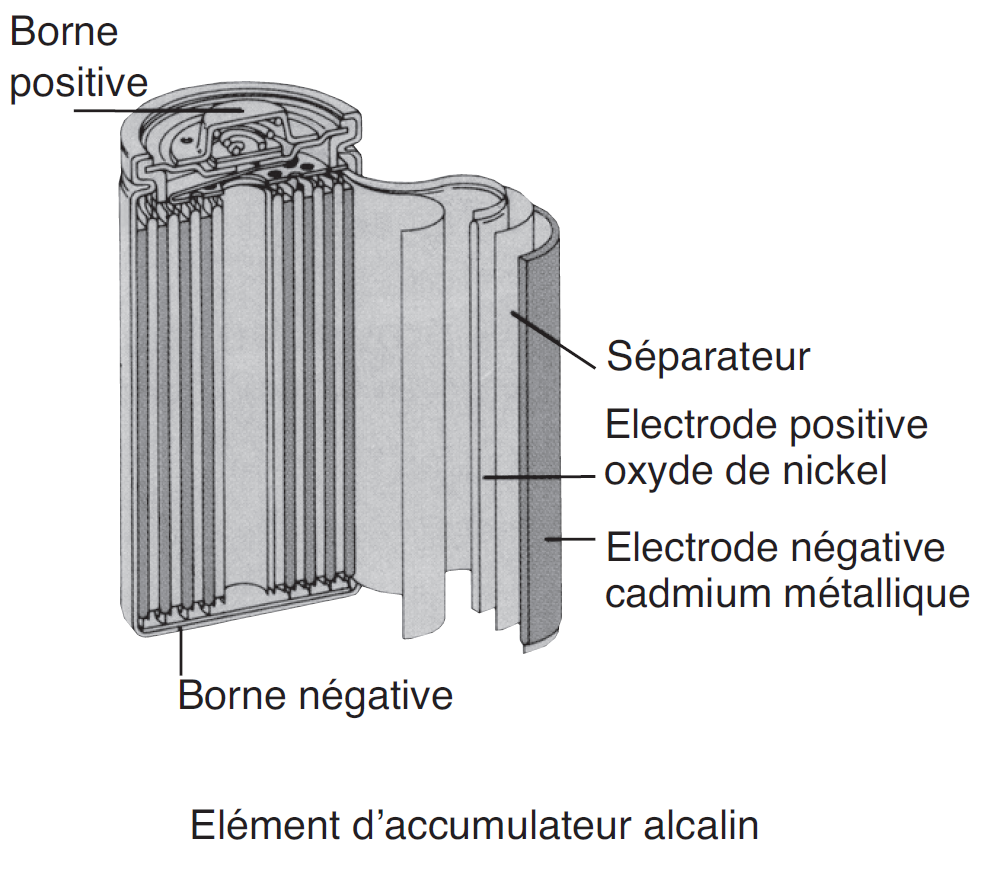 Borne
positive
Séparateur
Electrode positive
oxyde de nickel
Electrode négative
cadmium métallique
Borne négative
Elément d’accumulateur alcalin